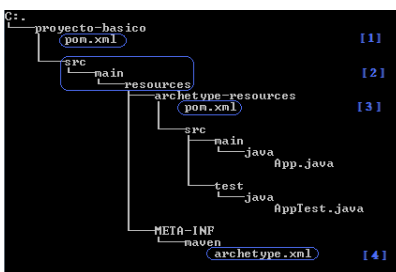 C:.
proyecto-basico
pom.xml [1]
src
main [2]
resources
archetype-resources
pom.xml [3]
src
main
java
App.java
test
java
AppTest.java
META-INF
maven
archetype.xml [4]